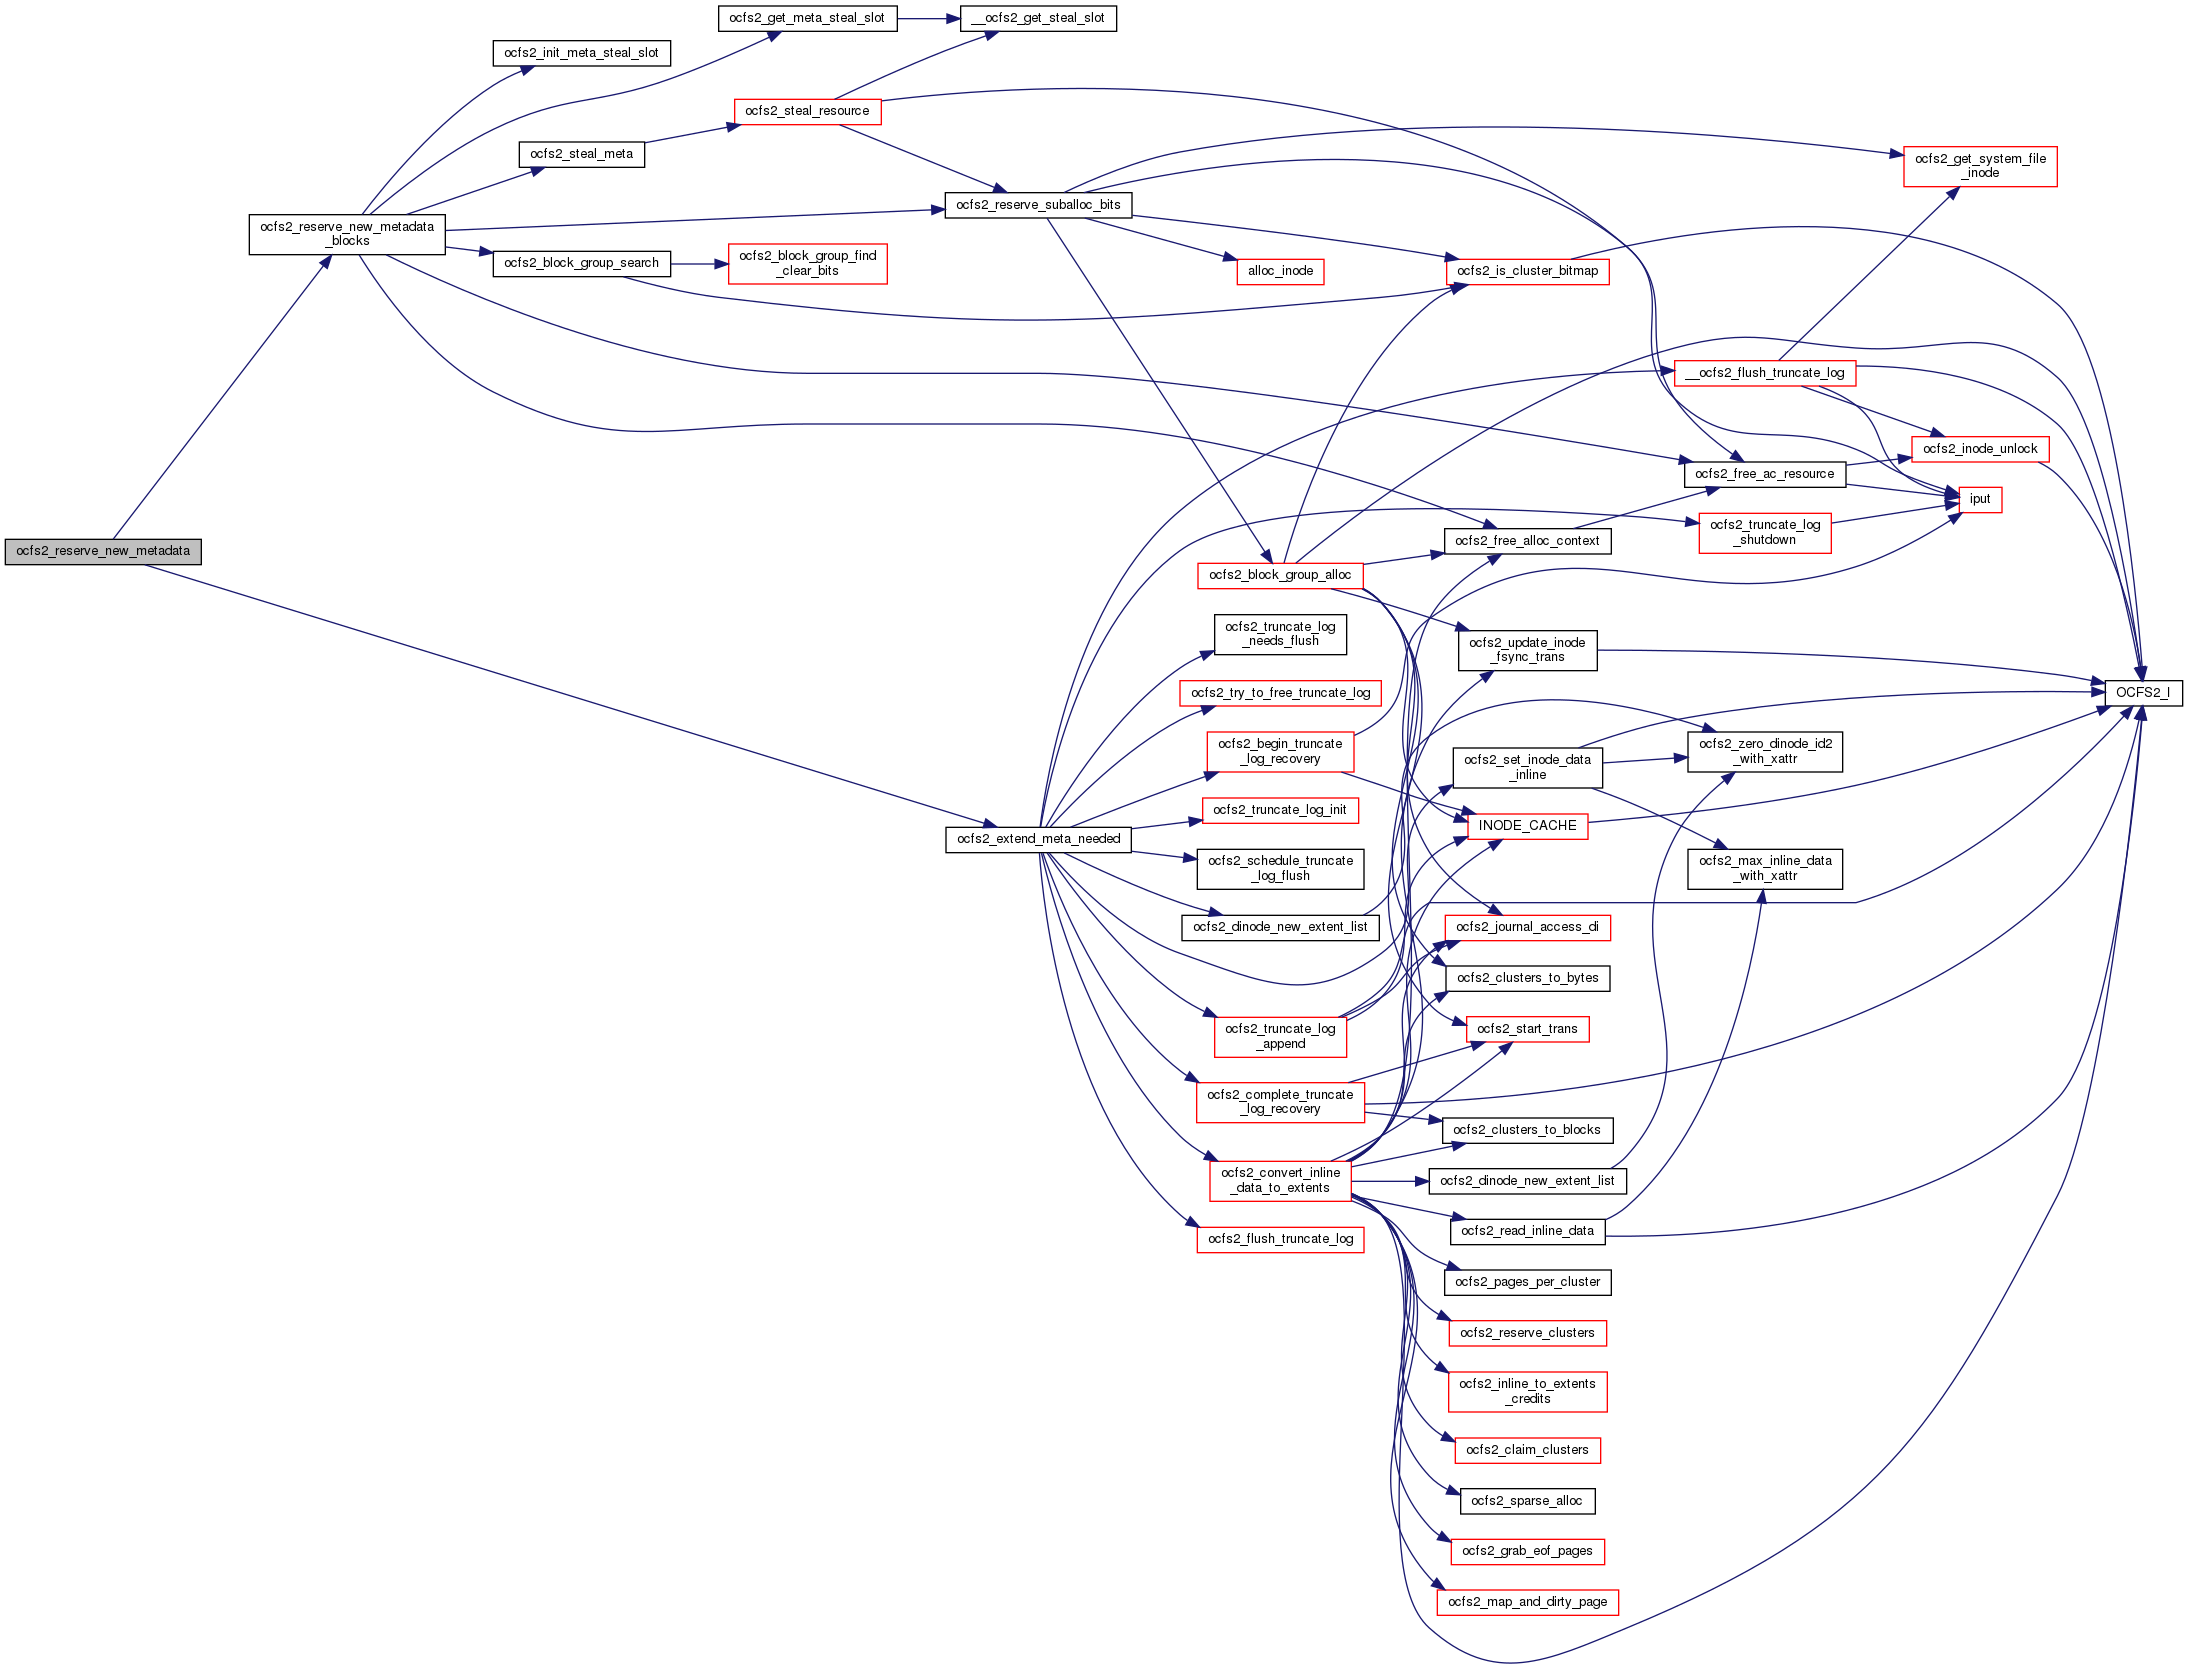 ocfs2_reserve_new_metadata
ocfs2_reserve_new_metadata
_blocks
ocfs2_init_meta_steal_slot
ocfs2_steal_meta
ocfs2_block_group_search
ocfs2_get_meta_steal_slot
ocfs2_steal_resource
ocfs2_block_group_find
_clear_bits
__ocfs2_get_steal_slot
ocfs2_reserve_suballoc_bits
ocfs2_extend_meta_needed
alloc_inode
ocfs2_block_group_alloc
ocfs2_truncate_log
_needs_flush
ocfs2_try_to_free_truncate_log
ocfs2_begin_truncate
_log_recovery
ocfs2_truncate_log_init
ocfs2_schedule_truncate
_log_flush
ocfs2_dinode_new_extent_list
ocfs2_truncate_log
_append
ocfs2_complete_truncate
_log_recovery
ocfs2_convert_inline
_data_to_extents
ocfs2_flush_truncate_log
ocfs2_is_cluster_bitmap
ocfs2_free_alloc_context
ocfs2_update_inode
_fsync_trans
ocfs2_set_inode_data
_inline
INODE_CACHE
ocfs2_journal_access_di
ocfs2_clusters_to_bytes
ocfs2_start_trans
ocfs2_clusters_to_blocks
ocfs2_dinode_new_extent_list
ocfs2_read_inline_data
ocfs2_pages_per_cluster
ocfs2_reserve_clusters
ocfs2_inline_to_extents
_credits
ocfs2_claim_clusters
ocfs2_sparse_alloc
ocfs2_grab_eof_pages
ocfs2_map_and_dirty_page
__ocfs2_flush_truncate_log
ocfs2_free_ac_resource
ocfs2_truncate_log
_shutdown
ocfs2_zero_dinode_id2
_with_xattr
ocfs2_max_inline_data
_with_xattr
ocfs2_get_system_file
_inode
ocfs2_inode_unlock
iput
OCFS2_I